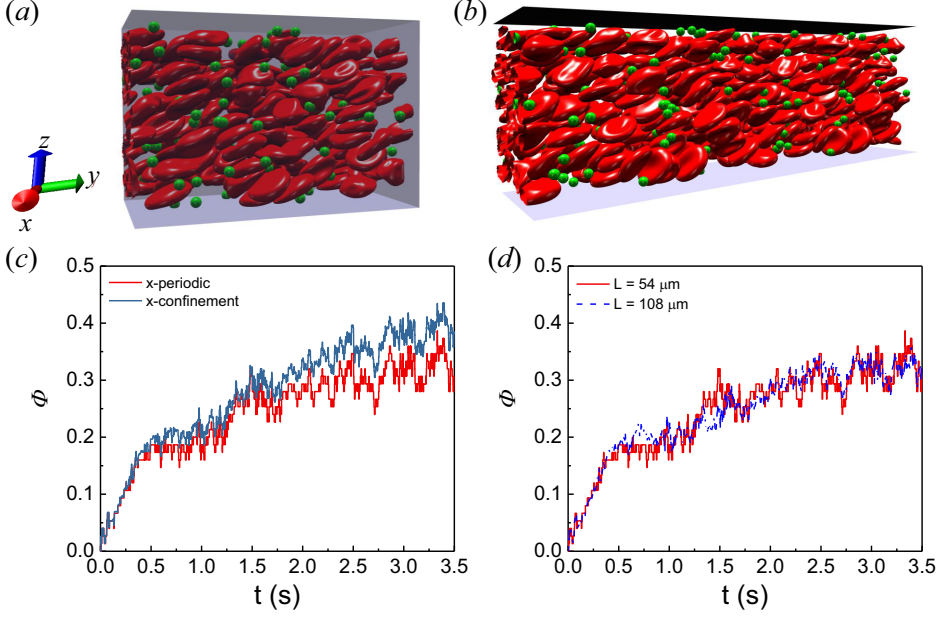 (a)
(b)
z
y
x
(c)
(d)
0.5
0.4
0.3
0.2
0.1
0.0
Φ
x-periodic
x-confinement
0.0 0.5 1.0 1.5 2.0 2.5 3.0 3.5
t (s)
0.5
0.4
0.3
0.2
0.1
0.0
Φ
L = 54 μm
L = 108 μm
0.0 0.5 1.0 1.5 2.0 2.5 3.0 3.5
t (s)